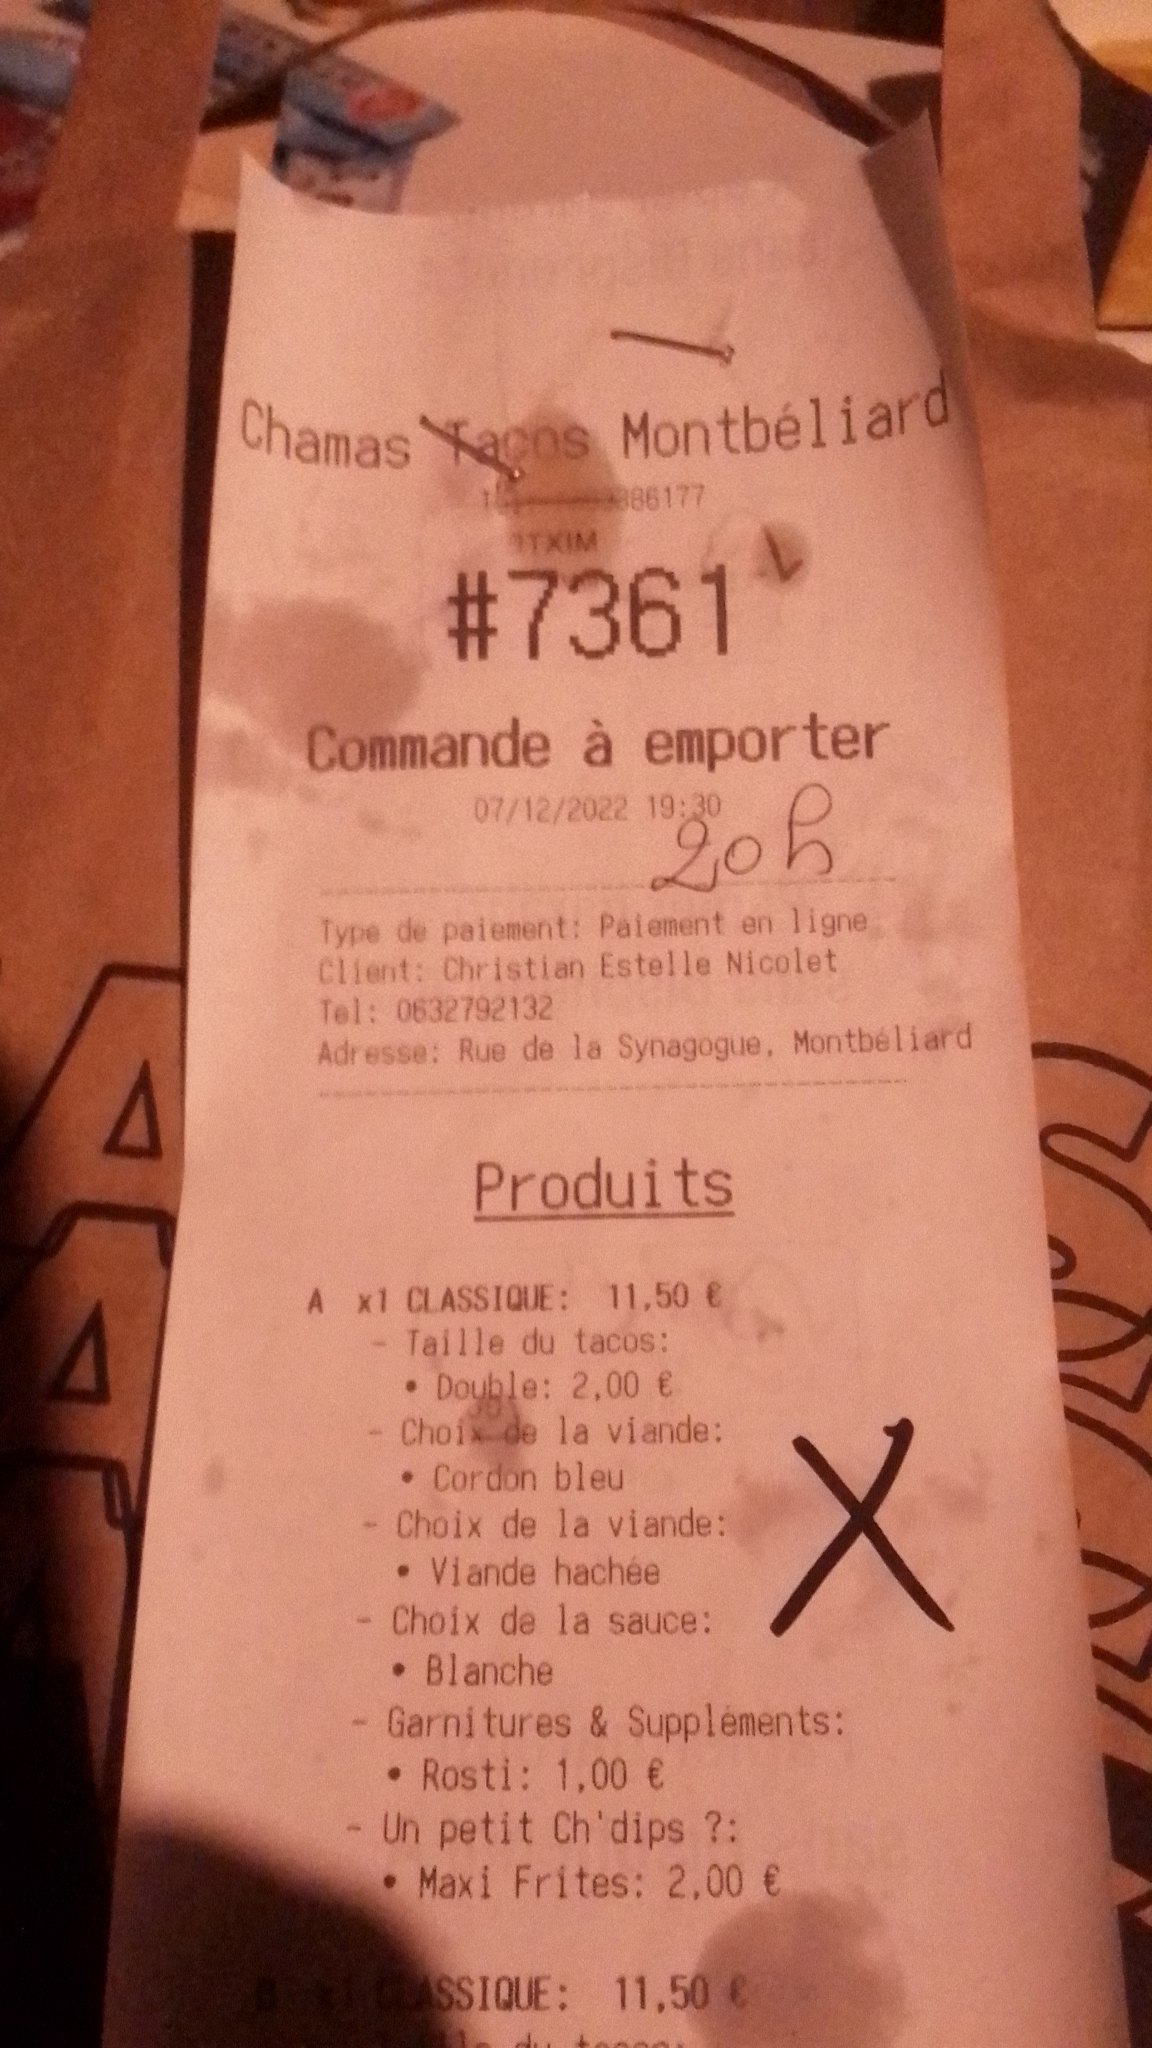 Chamas Tacos Montbéliard
#7361
Commande à emporter
07/12/2022 19:30
20h
Type de paiement: Paiement en ligne
Client: Christian Estelle Nicolet
Tel: 0632792132
Adresse: Rue de la Synagogue, Montbéliard
Produits
A x1 CLASSIQUE: 11,50 €
- Taille du tacos:
• Double: 2,00 €
- Choix de la viande:
• Cordon bleu
- Choix de la viande:
• Viande hachée
- Choix de la sauce:
• Blanche
- Garnitures & Suppléments:
• Rosti: 1,00 €
- Un petit Ch'dips ?:
• Maxi Frites: 2,00 €
x1 CLASSIQUE: 11,50 €